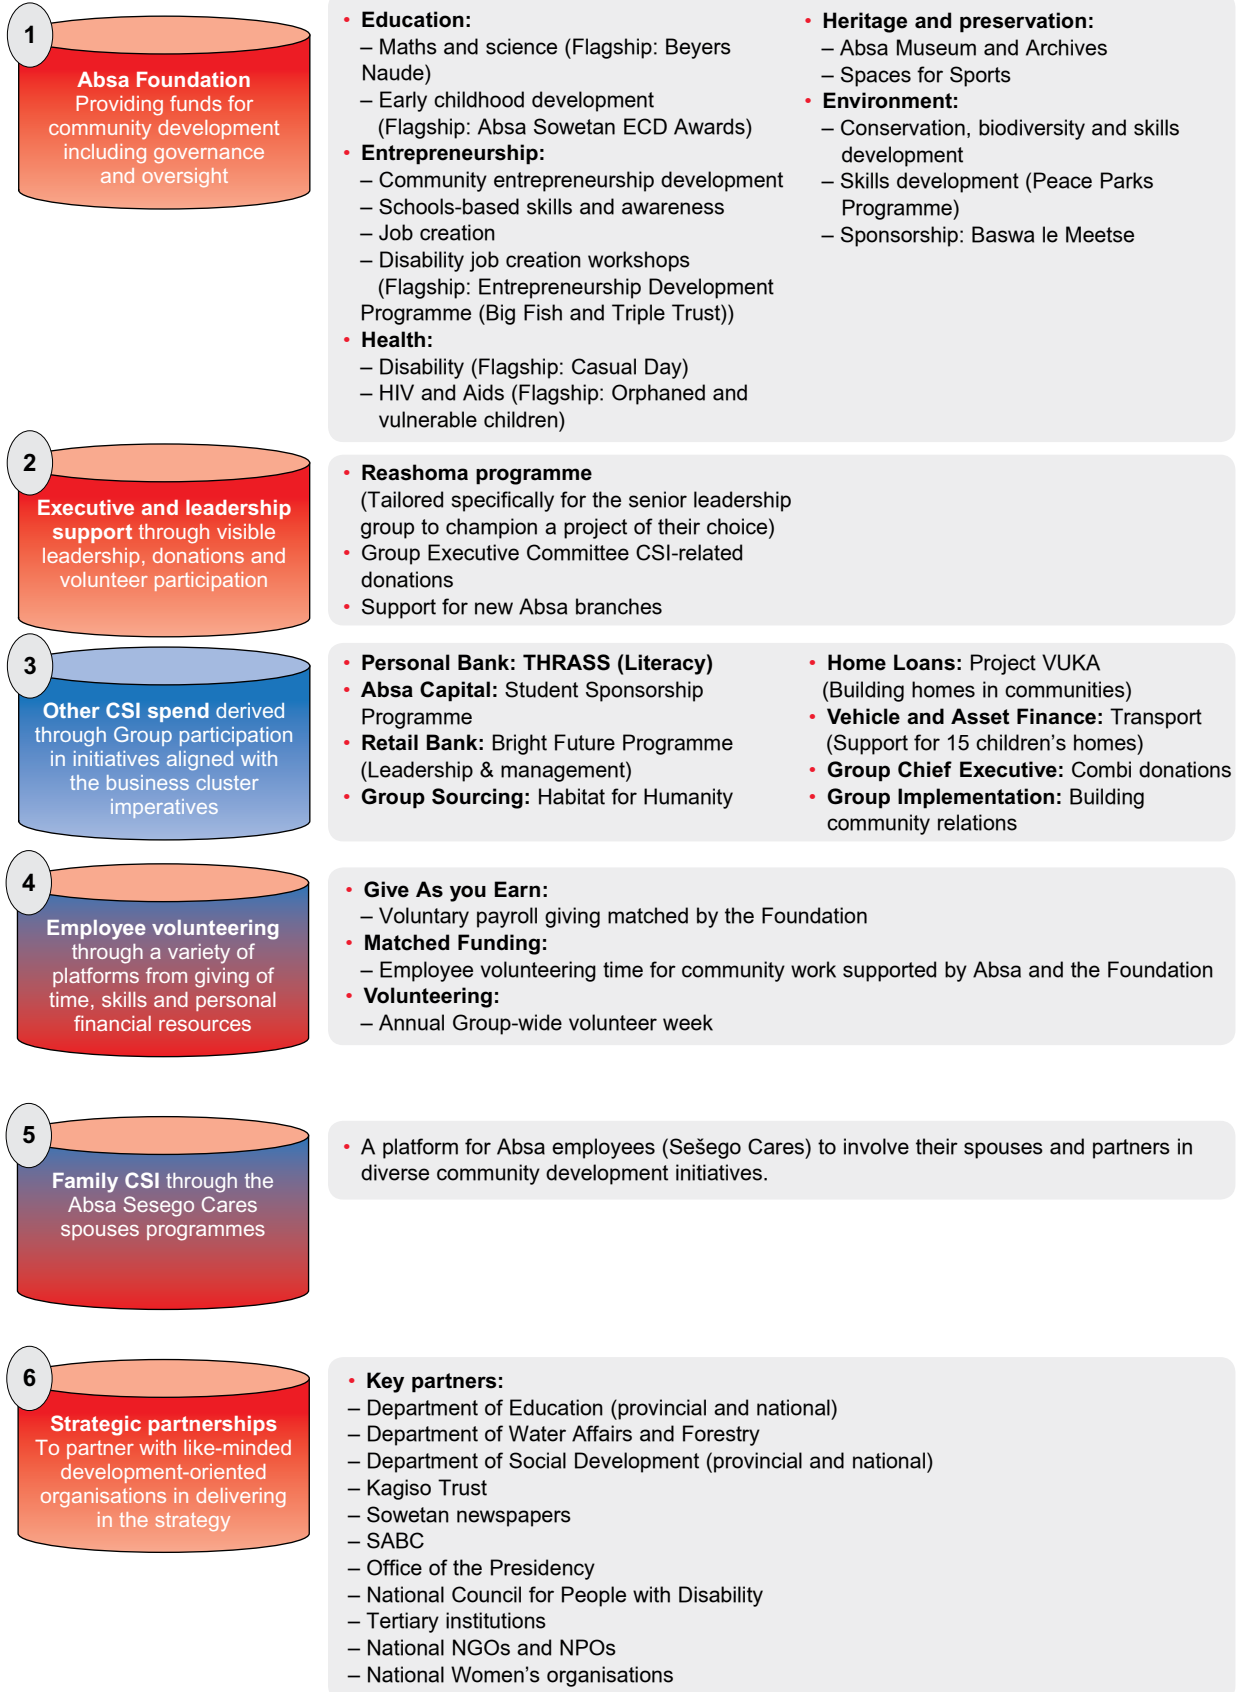 1
Absa Foundation
Providing funds for
community development
including governance
and oversight
• Education:
– Maths and science (Flagship: Beyers
Naude)
– Early childhood development
(Flagship: Absa Sowetan ECD Awards)
• Entrepreneurship:
– Community entrepreneurship development
– Schools-based skills and awareness
– Job creation
– Disability job creation workshops
(Flagship: Entrepreneurship Development
Programme (Big Fish and Triple Trust))
• Health:
– Disability (Flagship: Casual Day)
– HIV and Aids (Flagship: Orphaned and
vulnerable children)
• Heritage and preservation:
– Absa Museum and Archives
– Spaces for Sports
• Environment:
– Conservation, biodiversity and skills
development
– Skills development (Peace Parks
Programme)
– Sponsorship: Baswa le Meetse
2
Executive and leadership
support through visible
leadership, donations and
volunteer participation
• Reashoma programme
(Tailored specifically for the senior leadership
group to champion a project of their choice)
• Group Executive Committee CSI-related
donations
• Support for new Absa branches
3
Other CSI spend derived
through Group participation
in initiatives aligned with
the business cluster
imperatives
• Personal Bank: THRASS (Literacy)
• Absa Capital: Student Sponsorship
Programme
• Retail Bank: Bright Future Programme
(Leadership & management)
• Group Sourcing: Habitat for Humanity
• Home Loans: Project VUKA
(Building homes in communities)
• Vehicle and Asset Finance: Transport
(Support for 15 children's homes)
• Group Chief Executive: Combi donations
• Group Implementation: Building
community relations
4
Employee volunteering
through a variety of
platforms from giving of
time, skills and personal
financial resources
• Give As you Earn:
– Voluntary payroll giving matched by the Foundation
• Matched Funding:
– Employee volunteering time for community work supported by Absa and the Foundation
• Volunteering:
– Annual Group-wide volunteer week
5
Family CSI through the
Absa Sesego Cares
spouses programmes
• A platform for Absa employees (Sešego Cares) to involve their spouses and partners in
diverse community development initiatives.
6
Strategic partnerships
To partner with like-minded
development-oriented
organisations in delivering
in the strategy
• Key partners:
– Department of Education (provincial and national)
– Department of Water Affairs and Forestry
– Department of Social Development (provincial and national)
– Kagiso Trust
– Sowetan newspapers
– SABC
– Office of the Presidency
– National Council for People with Disability
– Tertiary institutions
– National NGOs and NPOs
– National Women's organisations